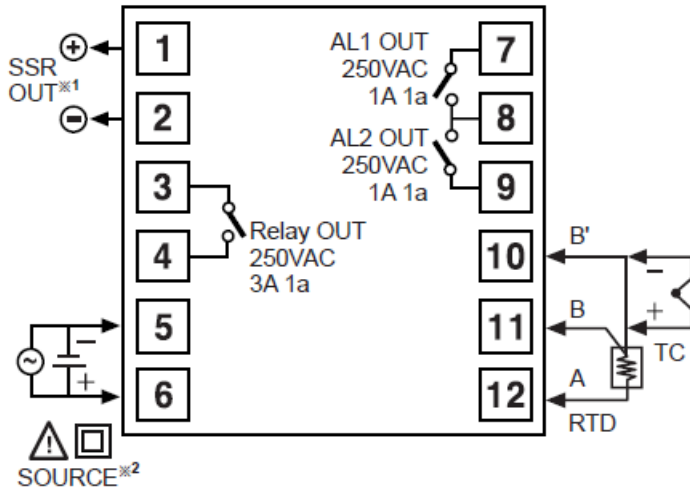 1
2
3
4
5
6
7
8
9
10
11
12
SSR
OUT※1
+
−
Relay OUT
250VAC
3A 1a
−
+
SOURCE※2
AL1 OUT
250VAC
1A 1a
AL2 OUT
250VAC
1A 1a
B'
B
A
RTD
−
+
TC